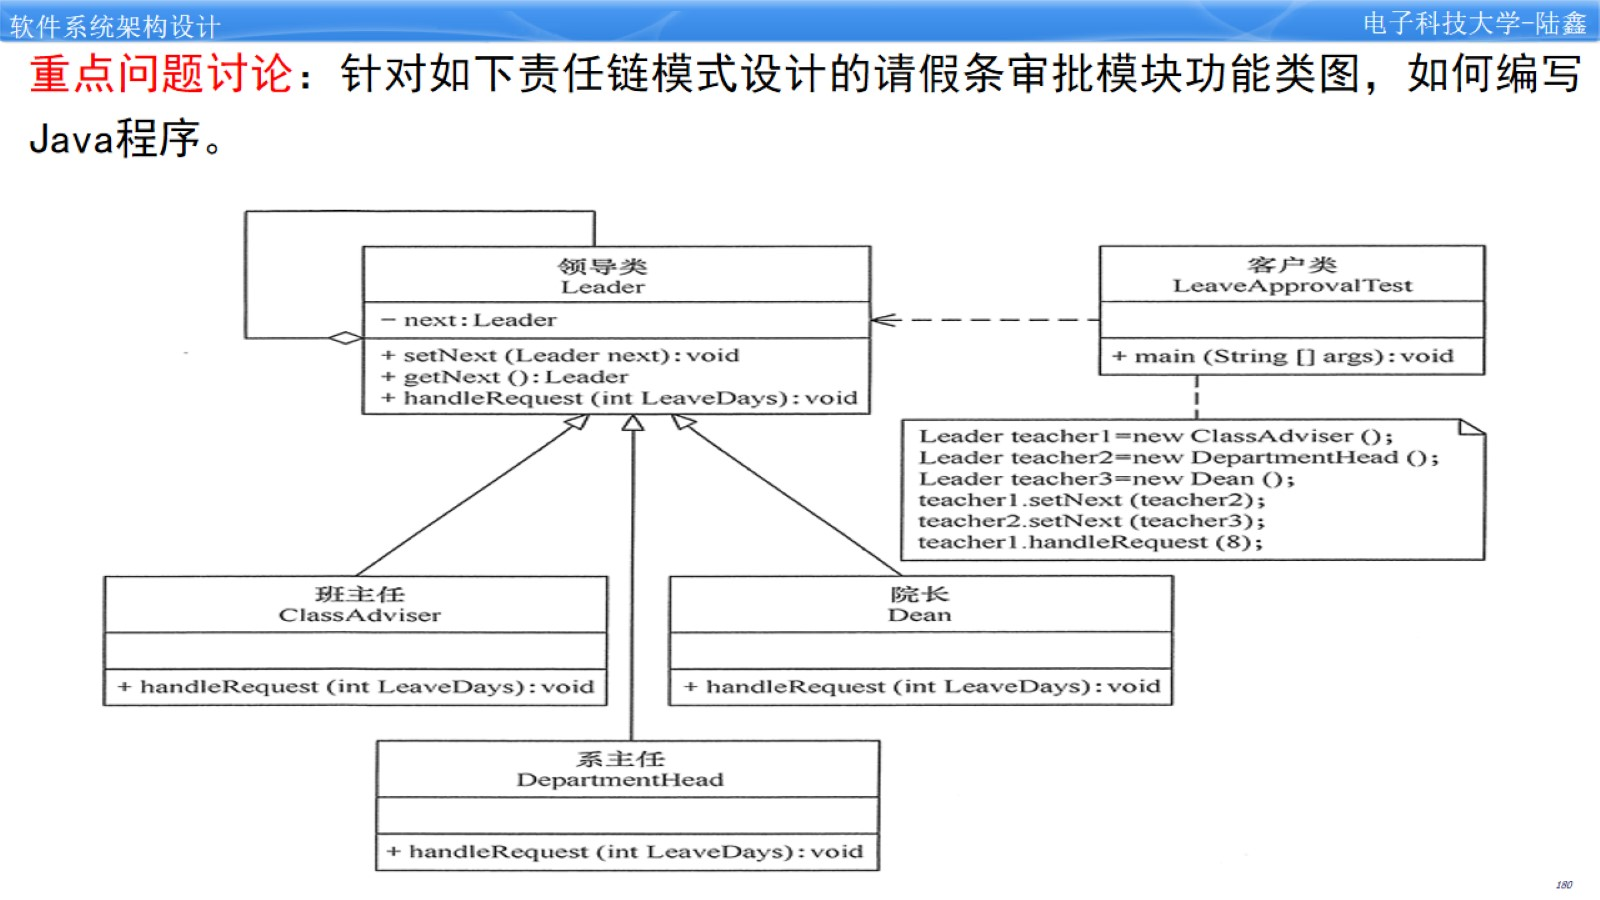 软件系统架构设计
电子科技大学-陆鑫
重点问题讨论：针对如下责任链模式设计的请假条审批模块功能类图，如何编写
Java程序。
领导类
Leader
- next:Leader
+ setNext (Leader next):void
+ getNext ():Leader
+ handleRequest (int LeaveDays):void
客户类
LeaveApprovalTest
+ main (String [] args):void
Leader teacher1=new ClassAdviser ();
Leader teacher2=new DepartmentHead ();
Leader teacher3=new Dean ();
teacher1.setNext (teacher2);
teacher2.setNext (teacher3);
teacher1.handleRequest (8);
班主任
ClassAdviser
+ handleRequest (int LeaveDays):void
院长
Dean
+ handleRequest (int LeaveDays):void
系主任
DepartmentHead
+ handleRequest (int LeaveDays):void
180